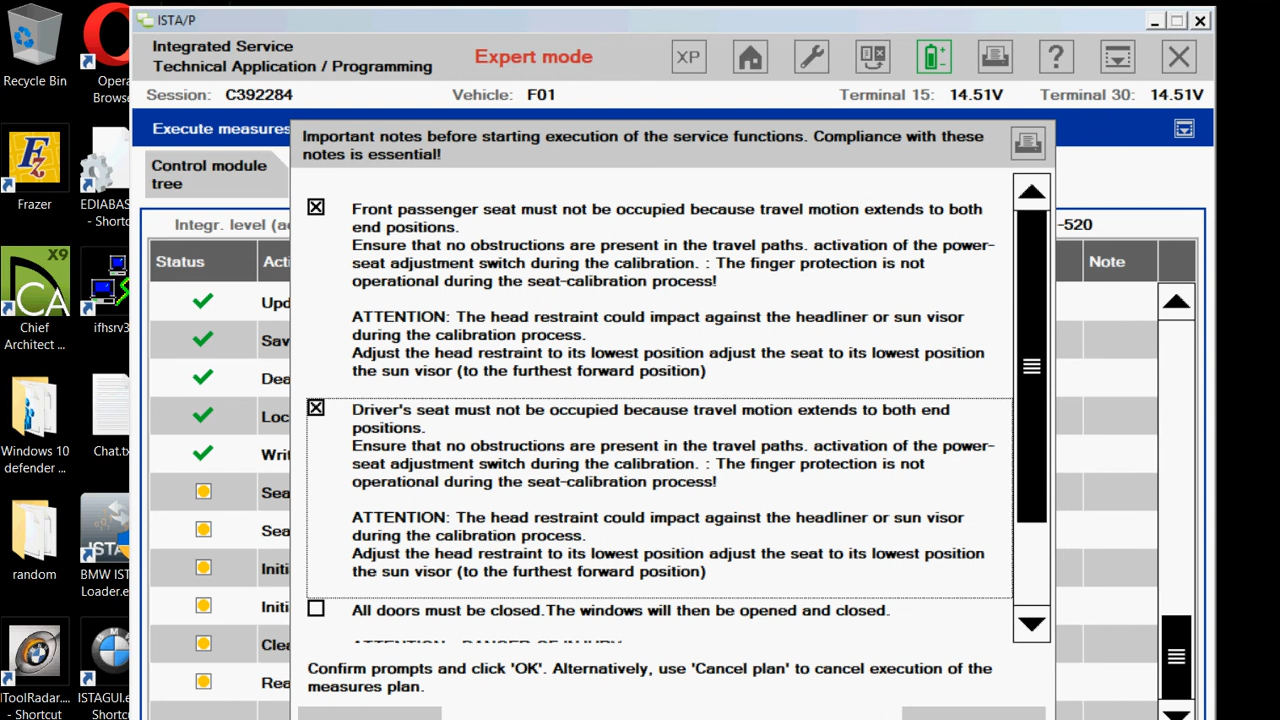 ISTA/P
Integrated Service
Technical Application / Programming
Expert mode
XP
Session: C392284
Vehicle: F01
Terminal 15: 14.51V
Terminal 30: 14.51V
Execute measures
Control module
tree
Integr. level (ac
-520
Status
Acti
Note
Upd
Sav
Dea
Loc
Writ
Sea
Sea
Initi
Initi
Clea
Rea
Important notes before starting execution of the service functions. Compliance with these
notes is essential!
Front passenger seat must not be occupied because travel motion extends to both
end positions.
Ensure that no obstructions are present in the travel paths. activation of the power-
seat adjustment switch during the calibration. : The finger protection is not
operational during the seat-calibration process!
ATTENTION: The head restraint could impact against the headliner or sun visor
during the calibration process.
Adjust the head restraint to its lowest position adjust the seat to its lowest position
the sun visor (to the furthest forward position)
Driver's seat must not be occupied because travel motion extends to both end
positions.
Ensure that no obstructions are present in the travel paths. activation of the power-
seat adjustment switch during the calibration. : The finger protection is not
operational during the seat-calibration process!
ATTENTION: The head restraint could impact against the headliner or sun visor
during the calibration process.
Adjust the head restraint to its lowest position adjust the seat to its lowest position
the sun visor (to the furthest forward position)
All doors must be closed.The windows will then be opened and closed.
ATTENTION - DANGER OF INJURY
Confirm prompts and click 'OK'. Alternatively, use 'Cancel plan' to cancel execution of the
measures plan.
Recycle Bin
Opera
Browse
Frazer
EDIABAS
- Shortc
X9
CA
Chief
Architect ...
ifhsrv3
Windows 10
defender ...
Chat.tx
random
ISTA
BMW IST
Loader.e
IToolRadar....
- Shortcut
ISTAGUI.e
Shortc